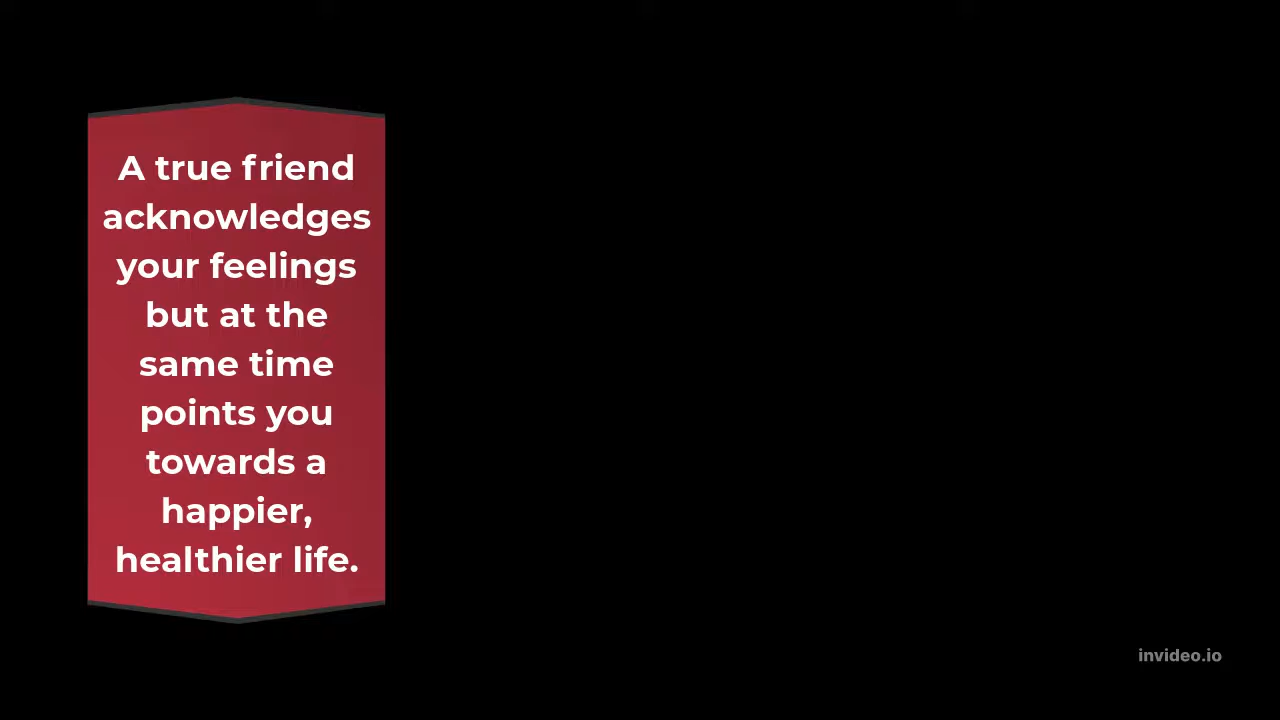 A true friend
acknowledges
your feelings
but at the
same time
points you
towards a
happier,
healthier life.
invideo.io